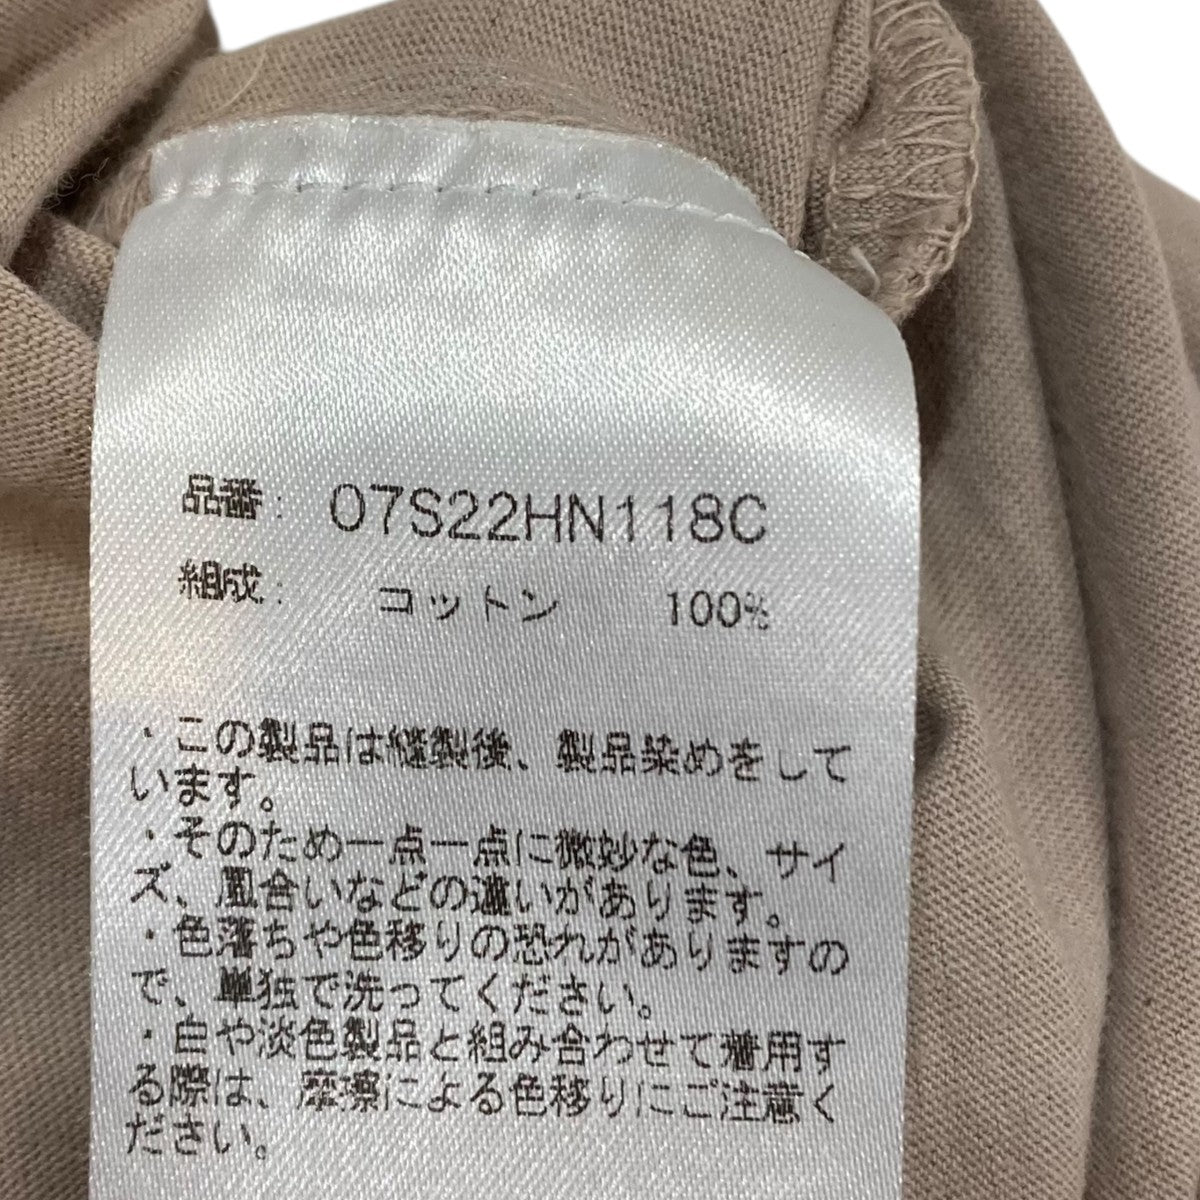 品番: 07S22HN118C
組成: コットン 100%
・この製品は縫製後、製品染めをして
います。
・そのため一点一点に微妙な色、サイ
ズ、風合いなどの違いがあります。
・色落ちや色移りの恐れがありますの
で、単独で洗ってください。
・白や淡色製品と組み合わせて着用す
る際は、摩擦による色移りにご注意く
ださい。